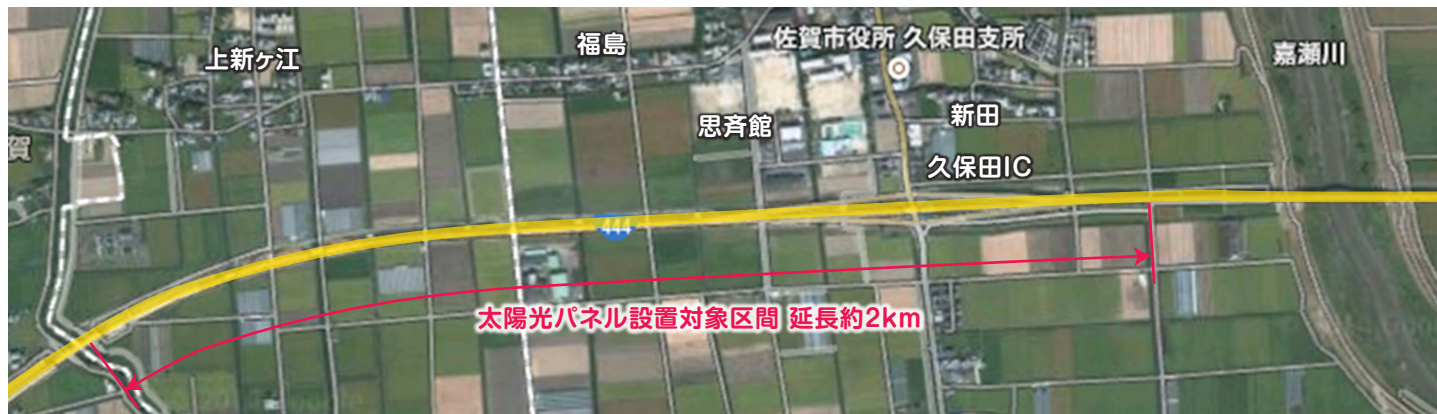 上新ヶ江
福島
佐賀市役所 久保田支所
嘉瀬川
思斉館
新田
賀
久保田IC
444
太陽光パネル設置対象区間 延長約2km